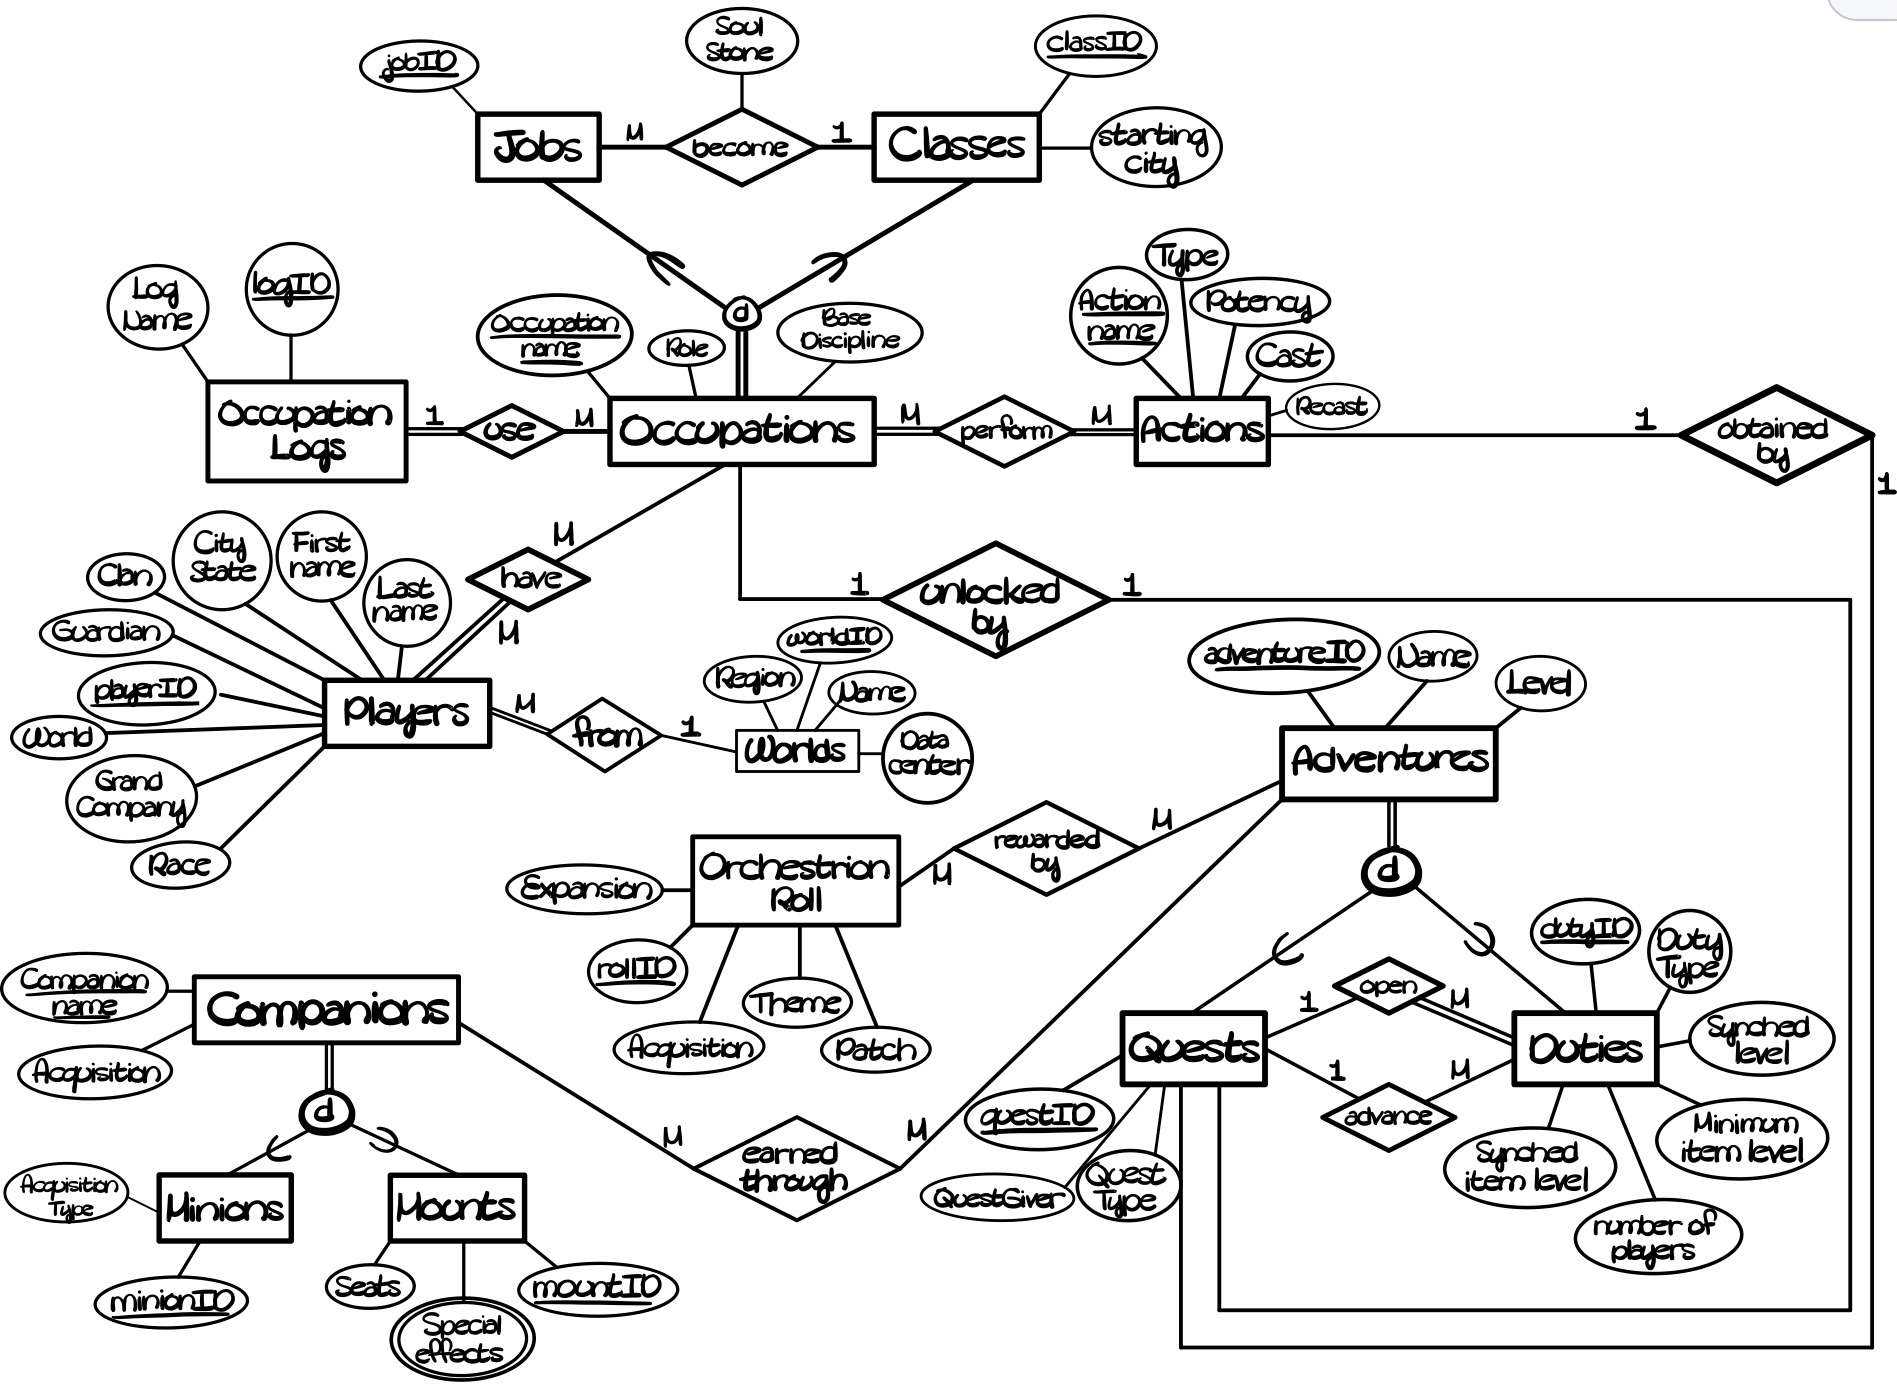 Soul
Stone
jobID
classID
Jobs
M
become
1
Classes
starting
city
Type
Log
Name
logID
Action
name
Potency
Occupation
name
Role
d
Base
Discipline
Cast
Recast
Occupation
Logs
1
use
M
Occupations
M
perform
M
Actions
1
obtained
by
1
City
State
First
name
M
Clan
Last
name
have
1
unlocked
by
1
Guardian
M
worldID
adventureID
Name
Level
playerID
Region
Name
Players
M
from
1
Worlds
Data
center
World
Adventures
Grand
Company
Race
rewarded
by
M
M
Orchestrion
Roll
d
Expansion
dutyID
Duty
Type
rollID
Theme
Acquisition
Patch
Companion
name
Companions
Acquisition
open
1
M
Quests
Duties
Synched
level
1
M
advance
d
M
M
earned
through
questID
Minimum
item level
Synched
item level
Acquisition
Type
Minions
Mounts
QuestGiver
Quest
Type
number of
players
minionID
Seats
mountID
Special
effects